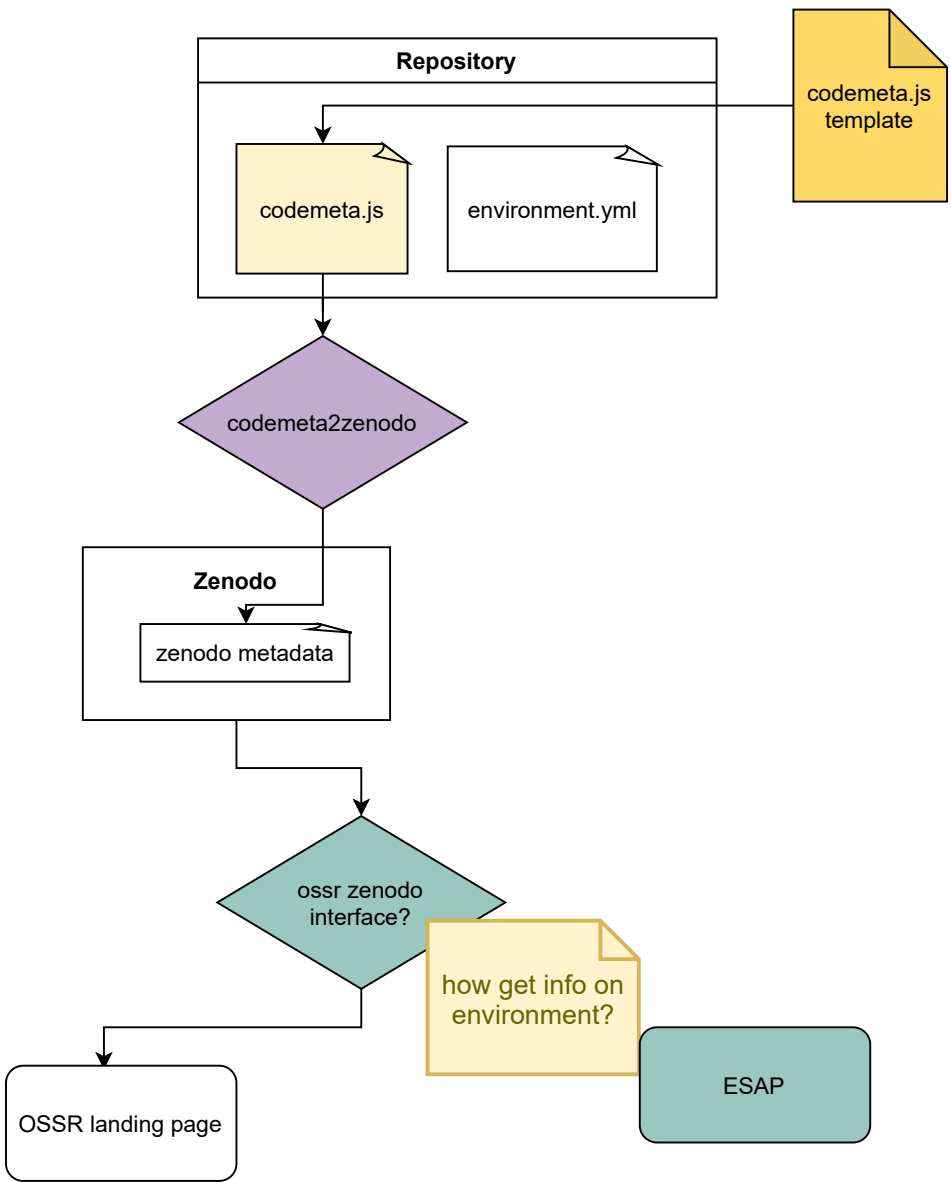 Repository
codemeta.js
template
codemeta.js
environment.yml
codemeta2zenodo
Zenodo
zenodo metadata
ossr zenodo
interface?
how get info on
environment?
ESAP
OSSR landing page